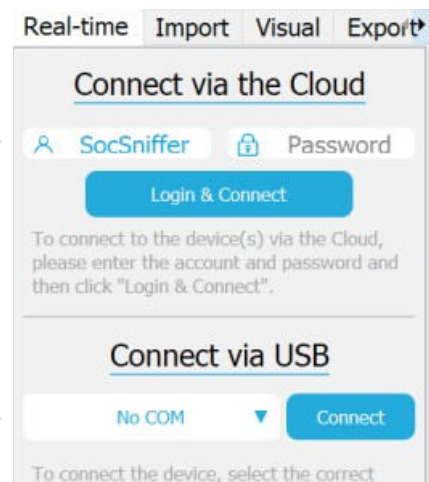 Real-time Import Visual Export
Connect via the Cloud
SocSniffer Password
Login & Connect
To connect to the device(s) via the Cloud,
please enter the account and password and
then click "Login & Connect".
Connect via USB
No COM Connect
To connect the device, select the correct